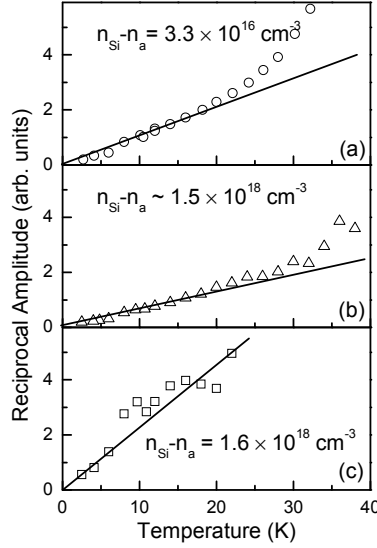 n_Si-n_a = 3.3 × 10^16 cm^-3
4
2
0
(a)
n_Si-n_a ~ 1.5 × 10^18 cm^-3
4
2
0
(b)
n_Si-n_a = 1.6 × 10^18 cm^-3
4
2
0
(c)
0 10 20 30 40
Temperature (K)
Reciprocal Amplitude (arb. units)